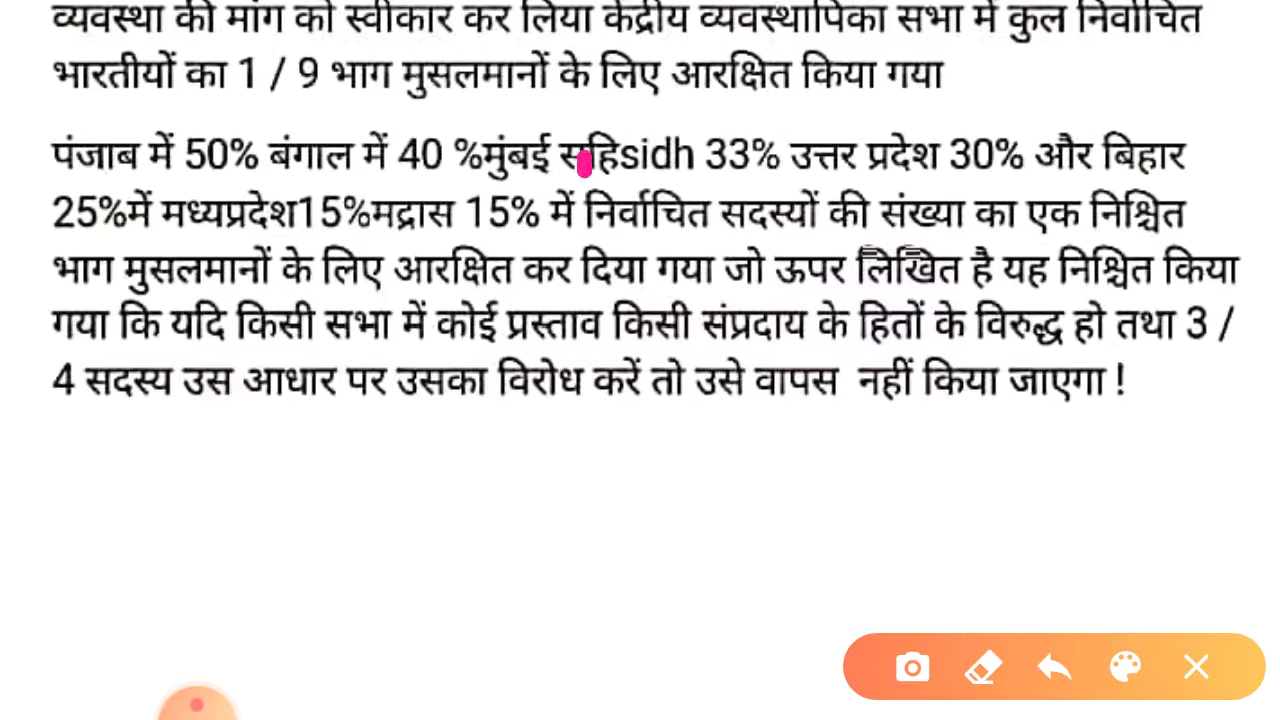 व्यवस्था की मांग को स्वीकार कर लिया केंद्रीय व्यवस्थापिका सभा में कुल निर्वाचित
भारतीयों का 1 / 9 भाग मुसलमानों के लिए आरक्षित किया गया
पंजाब में 50% बंगाल में 40 %मुंबई सहिsidh 33% उत्तर प्रदेश 30% और बिहार
25%में मध्यप्रदेश15%मद्रास 15% में निर्वाचित सदस्यों की संख्या का एक निश्चित
भाग मुसलमानों के लिए आरक्षित कर दिया गया जो ऊपर लिखित है यह निश्चित किया
गया कि यदि किसी सभा में कोई प्रस्ताव किसी संप्रदाय के हितों के विरुद्ध हो तथा 3 /
4 सदस्य उस आधार पर उसका विरोध करें तो उसे वापस नहीं किया जाएगा !